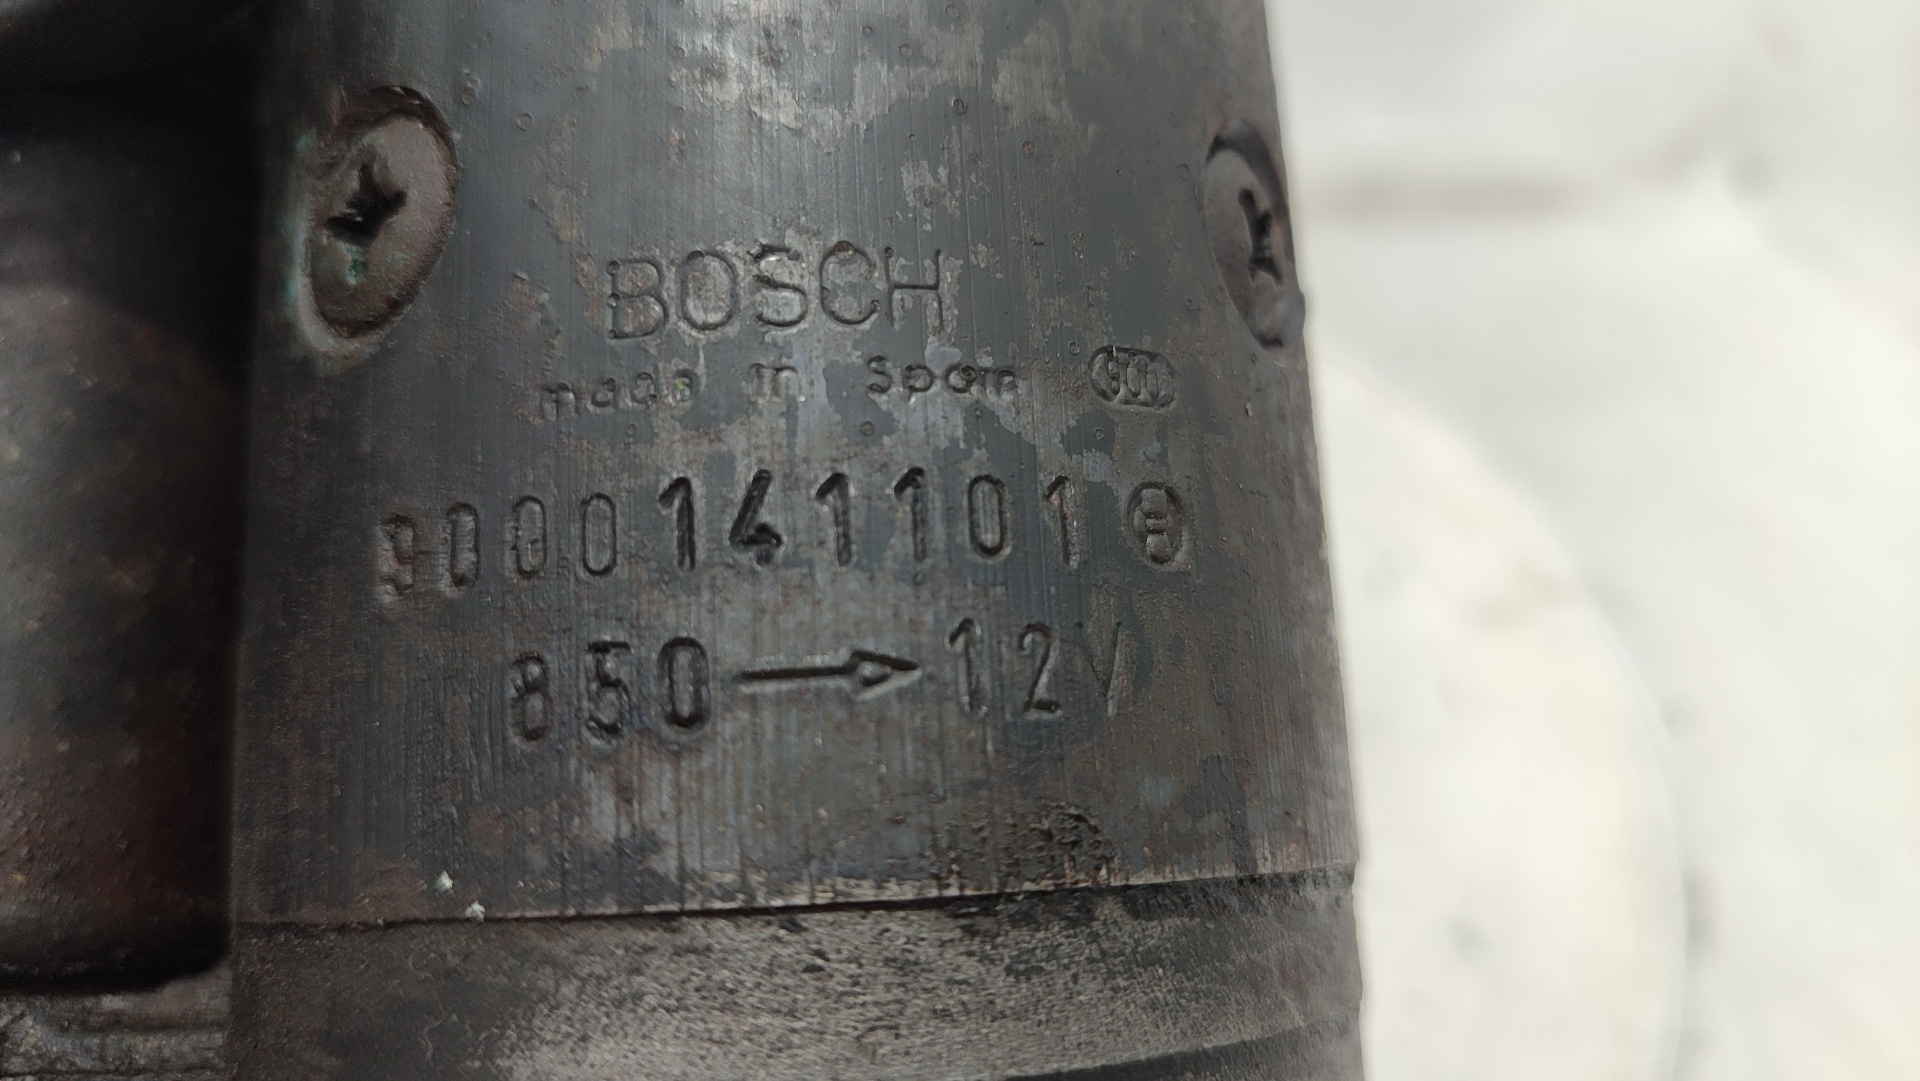 BOSCH
made in Spain
9000141101
850 → 12V